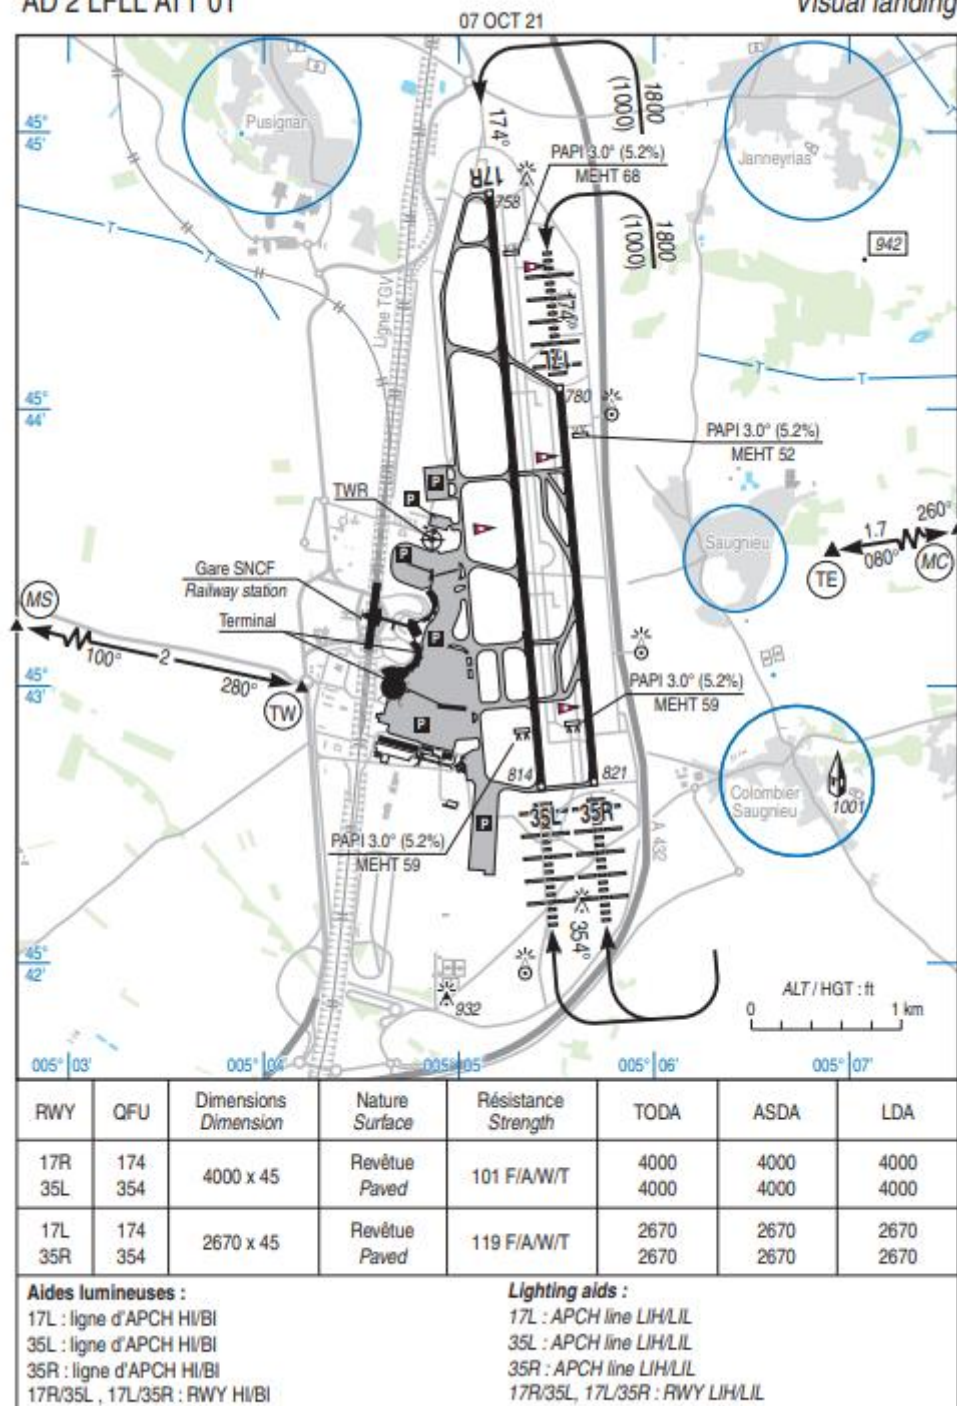 AD 2 LFLL ATT 01
Visual landing
07 OCT 21
1800
(1000)
174°
Pusignan
45°
45'
PAPI 3.0° (5.2%)
MEHT 68
Janneyrias
17R
758
1800
(1000)
942
T
T
Ligne TGV
174°
17L
T
T
45°
44'
780
PAPI 3.0° (5.2%)
MEHT 52
P
P
TWR
260°
1.7
080°
MC
TE
Saugnieu
P
Gare SNCF
Railway station
MS
Terminal
P
100°
2
280°
TW
45°
43'
PAPI 3.0° (5.2%)
MEHT 59
P
814
821
Colombier
Saugnieu
1001
35L
35R
P
PAPI 3.0° (5.2%)
MEHT 59
A 432
354°
45°
42'
932
ALT / HGT : ft
0
1 km
005° 03'
005° 04'
005° 05'
005° 06'
005° 07'
RWY QFU Dimensions Nature Résistance TODA ASDA LDA
Dimension Surface Strength
17R 174 4000 x 45 Revêtue 101 F/A/W/T 4000 4000 4000
35L 354 Paved 4000 4000 4000
17L 174 2670 x 45 Revêtue 119 F/A/W/T 2670 2670 2670
35R 354 Paved 2670 2670 2670
Aides lumineuses :
17L : ligne d'APCH HI/BI
35L : ligne d'APCH HI/BI
35R : ligne d'APCH HI/BI
17R/35L , 17L/35R : RWY HI/BI
Lighting aids :
17L : APCH line LIH/LIL
35L : APCH line LIH/LIL
35R : APCH line LIH/LIL
17R/35L, 17L/35R : RWY LIH/LIL